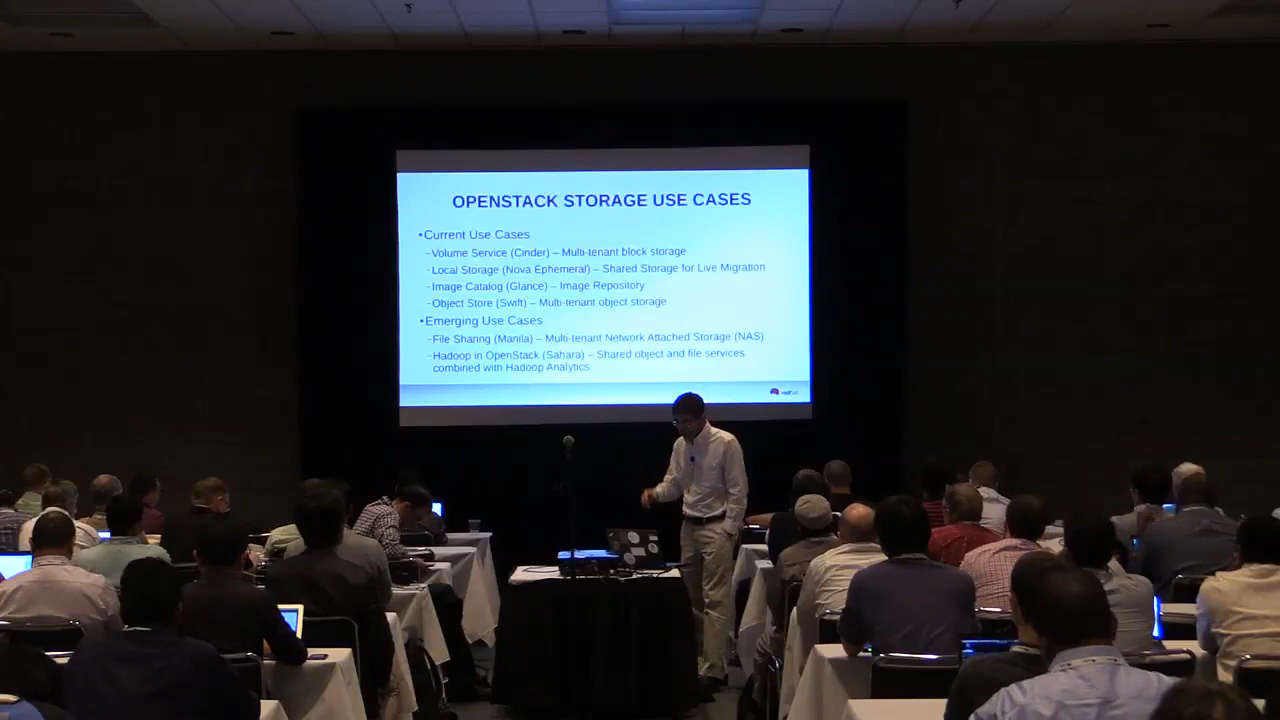 OPENSTACK STORAGE USE CASES
•Current Use Cases
–Volume Service (Cinder) – Multi-tenant block storage
–Local Storage (Nova Ephemeral) – Shared Storage for Live Migration
–Image Catalog (Glance) – Image Repository
–Object Store (Swift) – Multi-tenant object storage
•Emerging Use Cases
–File Sharing (Manila) – Multi-tenant Network Attached Storage (NAS)
–Hadoop in OpenStack (Sahara) – Shared object and file services
combined with Hadoop Analytics
redhat